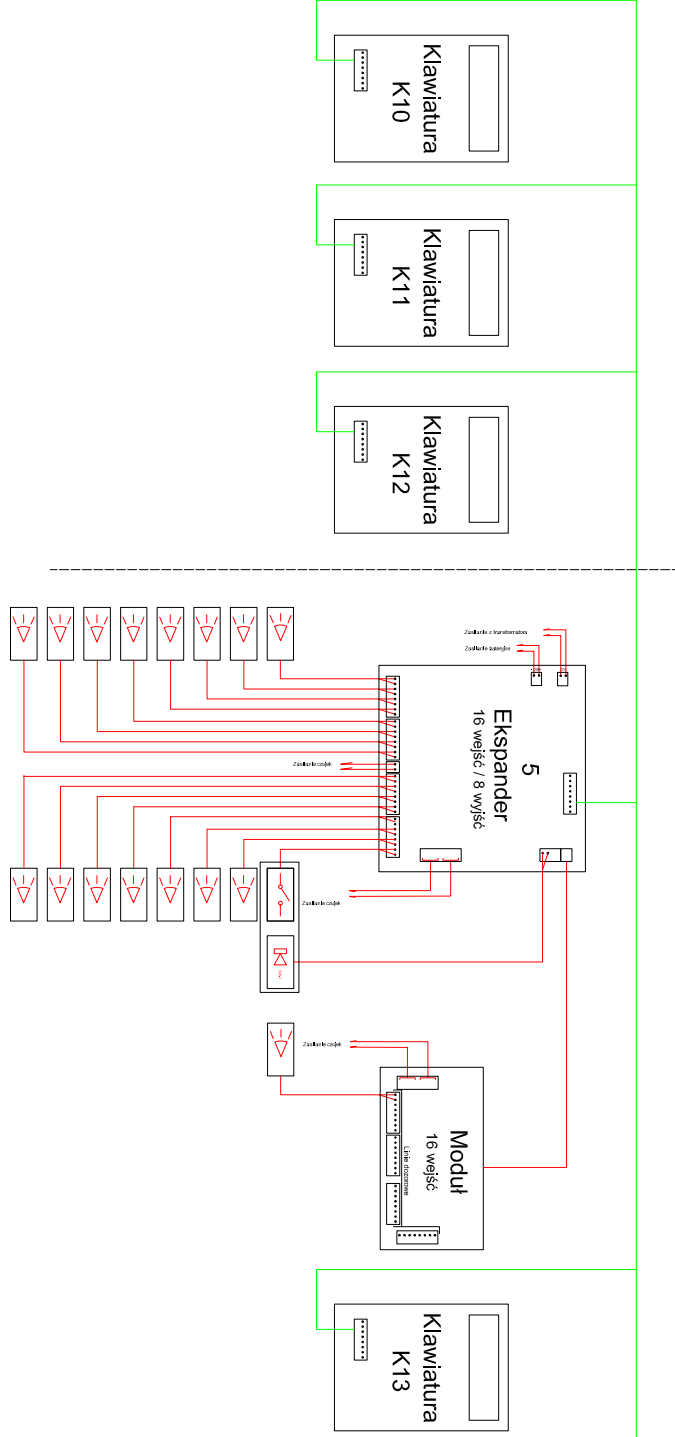 Klawiatura
K10
Klawiatura
K11
Klawiatura
K12
Zasilanie z transformatora
Zasilanie bateryjne
5
Ekspander
16 wejść / 8 wyjść
Zasilanie czujek
Zasilanie czujek
Zasilanie czujek
Moduł
16 wejść
Linie dozorowe
Klawiatura
K13